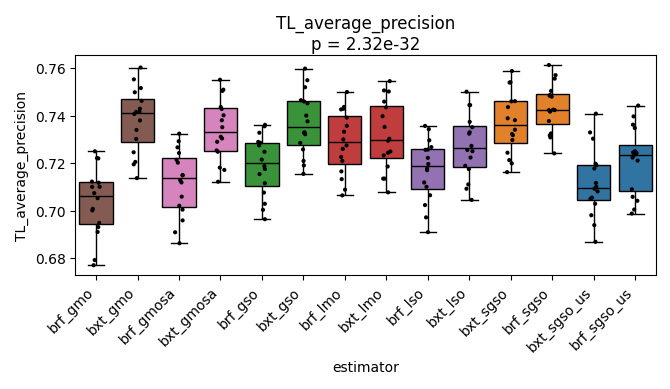 TL_average_precision
p = 2.32e-32
TL_average_precision
0.76
0.74
0.72
0.70
0.68
brf_gmo
bxt_gmo
brf_gmosa
bxt_gmosa
brf_gso
bxt_gso
brf_lmo
bxt_lmo
brf_lso
bxt_lso
bxt_sgso
brf_sgso
bxt_sgso_us
brf_sgso_us
estimator